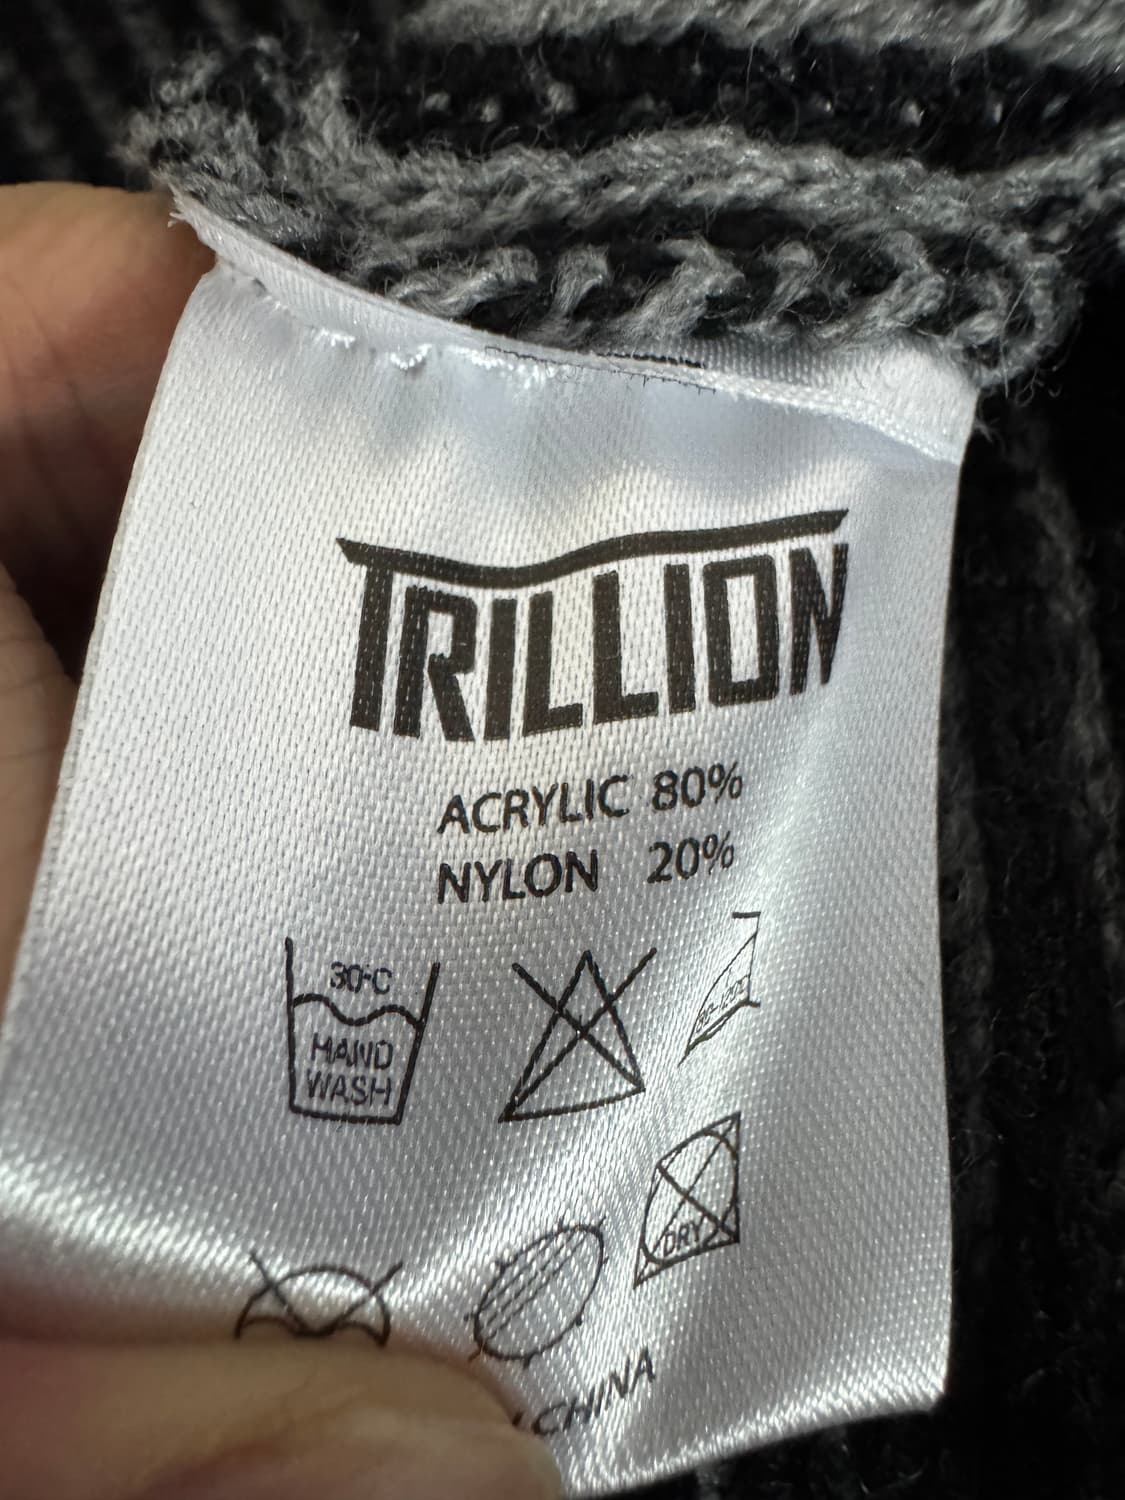 TRILLION
ACRYLIC 80%
NYLON 20%
30°C
HAND
WASH
DRY
CHINA